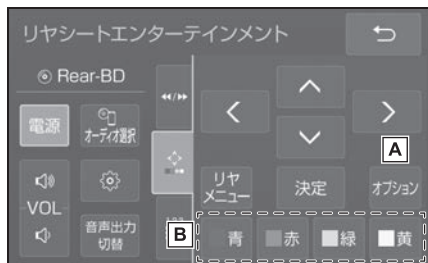 リヤシートエンターテインメント
Rear-BD
電源
オーディオ選択
VOL
音声出力
切替
A
リヤ
メニュー
決定
オプション
B
青
赤
緑
黄